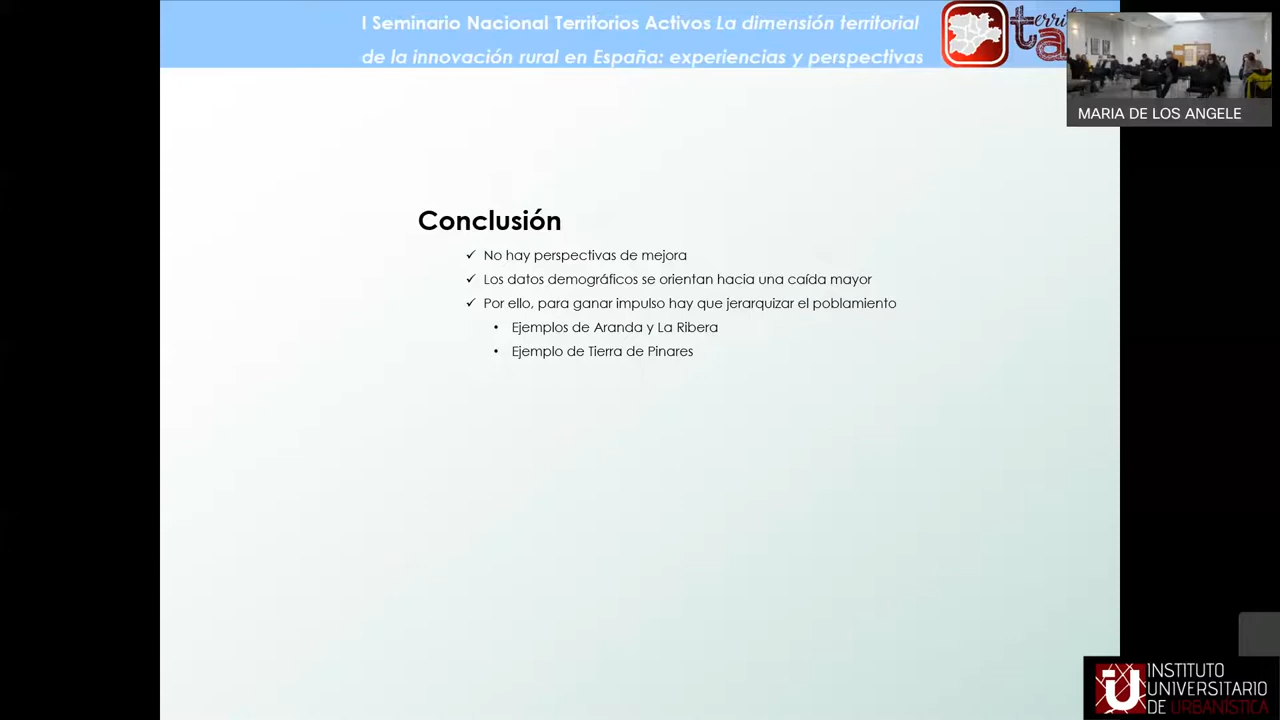 I Seminario Nacional Territorios Activos La dimensión territorial
de la innovación rural en España: experiencias y perspectivas
MARIA DE LOS ANGELE
Conclusión
No hay perspectivas de mejora
Los datos demográficos se orientan hacia una caída mayor
Por ello, para ganar impulso hay que jerarquizar el poblamiento
Ejemplos de Aranda y La Ribera
Ejemplo de Tierra de Pinares
INSTITUTO
UNIVERSITARIO
DE URBANÍSTICA